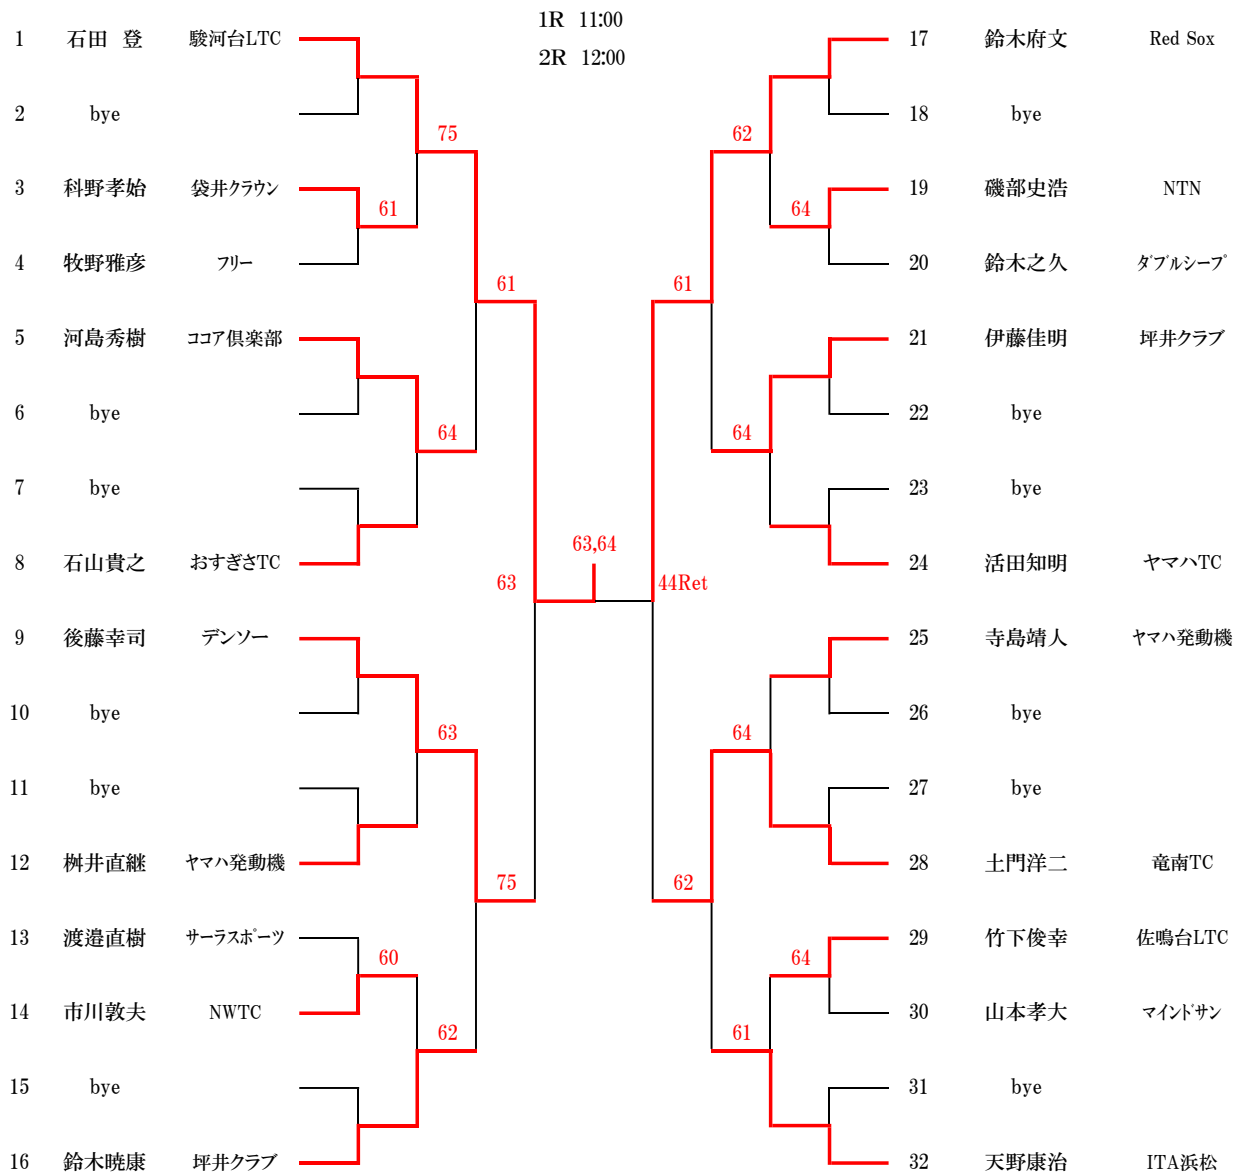 1R 11:00
2R 12:00
1 石田 登 駿河台LTC
2 bye
75
3 科野孝始 袋井クラウン
61
4 牧野雅彦 フリー
61
5 河島秀樹 ココア倶楽部
6 bye
64
7 bye
8 石山貴之 おすぎさTC
63
9 後藤幸司 デンソー
10 bye
63
11 bye
12 桝井直継 ヤマハ発動機
75
13 渡邉直樹 サーラスポーツ
60
14 市川敦夫 NWTC
62
15 bye
16 鈴木暁康 坪井クラブ
63,64
17 鈴木府文 Red Sox
18 bye
62
19 磯部史浩 NTN
64
20 鈴木之久 ダブルシープ
61
21 伊藤佳明 坪井クラブ
22 bye
64
23 bye
24 活田知明 ヤマハTC
44Ret
25 寺島靖人 ヤマハ発動機
26 bye
64
27 bye
28 土門洋二 竜南TC
62
29 竹下俊幸 佐鳴台LTC
64
30 山本孝大 マインドサン
61
31 bye
32 天野康治 ITA浜松